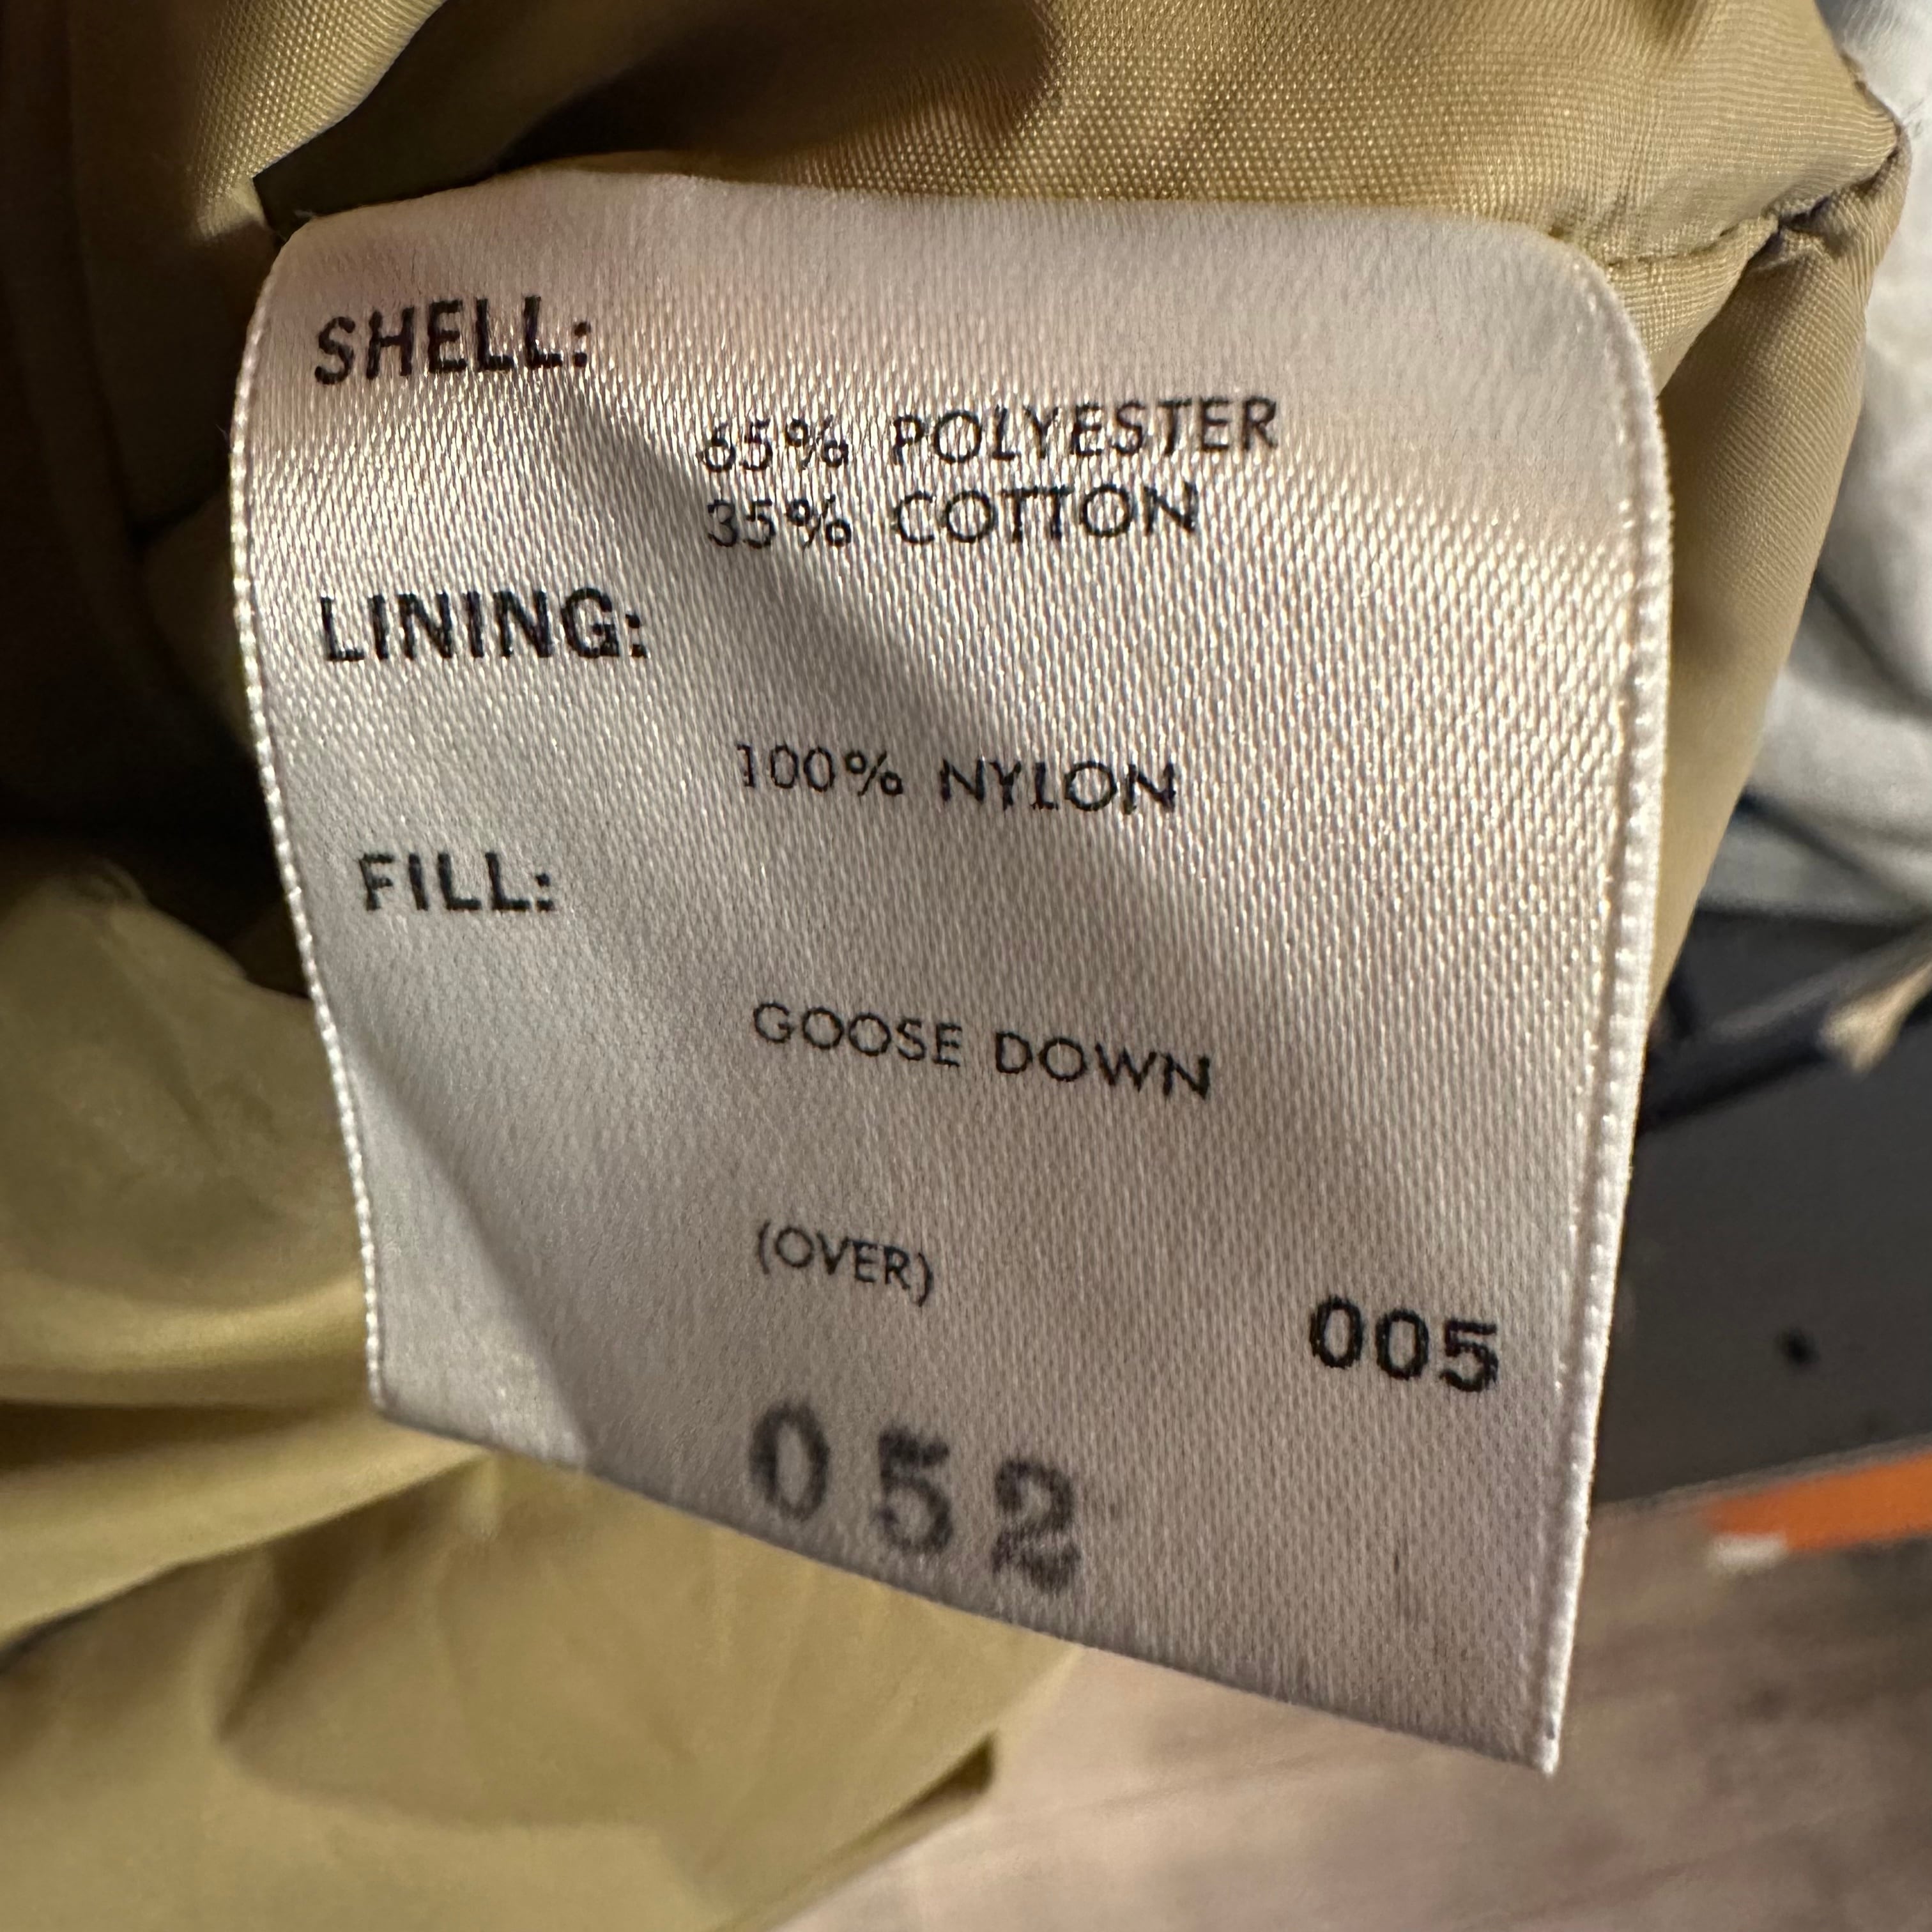 SHELL:
65% POLYESTER
35% COTTON
LINING:
100% NYLON
FILL:
GOOSE DOWN
(OVER)
005
052